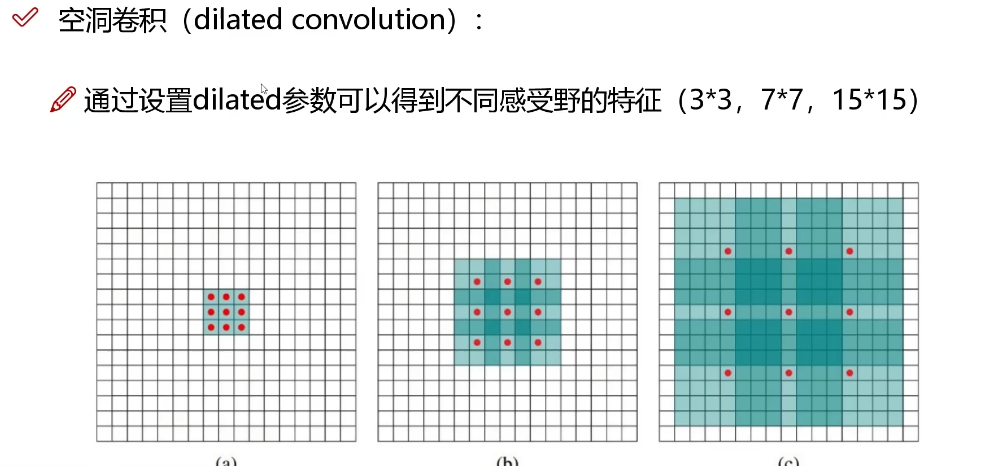 空洞卷积（dilated convolution）：
通过设置dilated参数可以得到不同感受野的特征（3*3，7*7，15*15）
(a) (b) (c)